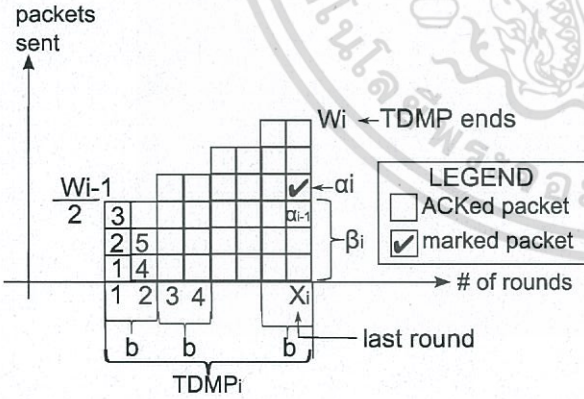 packets
sent
Wi ←TDMP ends
Wi-1
2
✔ ←αi
LEGEND
ACKed packet
✔ marked packet
3 αi-1
2 5
βi
1 4
# of rounds
1 2 3 4 Xi
last round
b b b
TDMPi